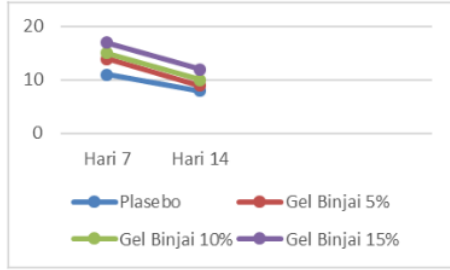 20
10
0
Hari 7 Hari 14
Plasebo Gel Binjai 5%
Gel Binjai 10% Gel Binjai 15%